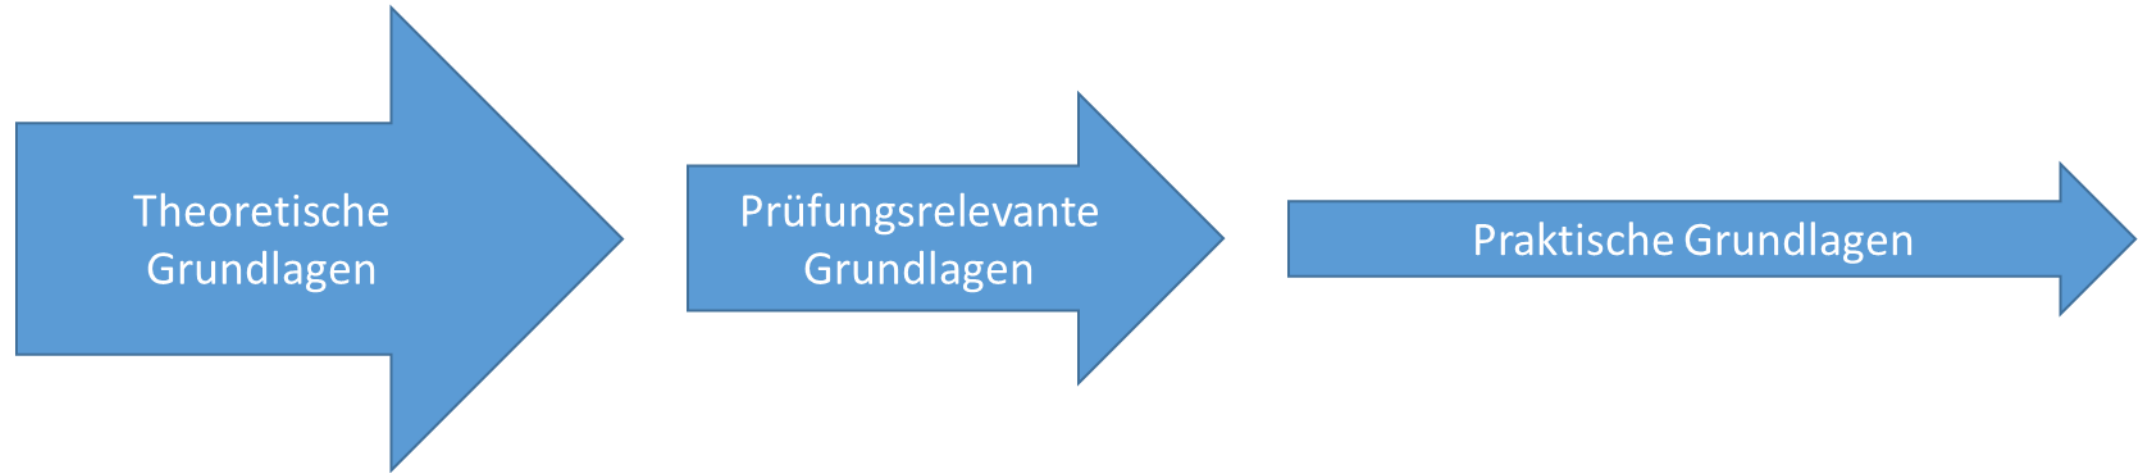 Theoretische
Grundlagen
Prüfungsrelevante
Grundlagen
Praktische Grundlagen